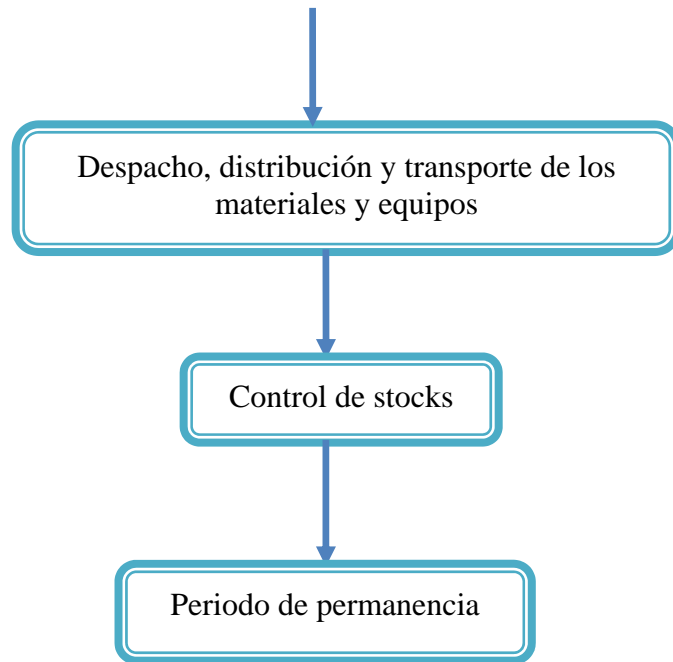 Despacho, distribución y transporte de los
materiales y equipos
Control de stocks
Periodo de permanencia